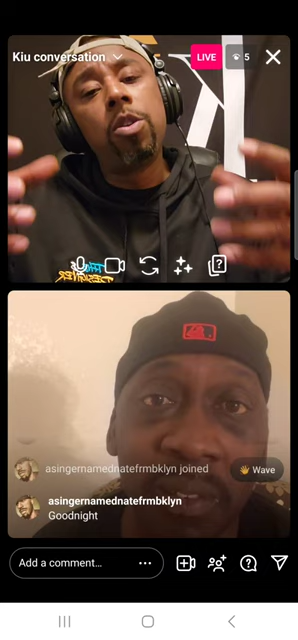 Kiu conversation
LIVE
5
asingernamednatefrmbklyn joined
Wave
asingernamednatefrmbklyn
Goodnight
Add a comment...